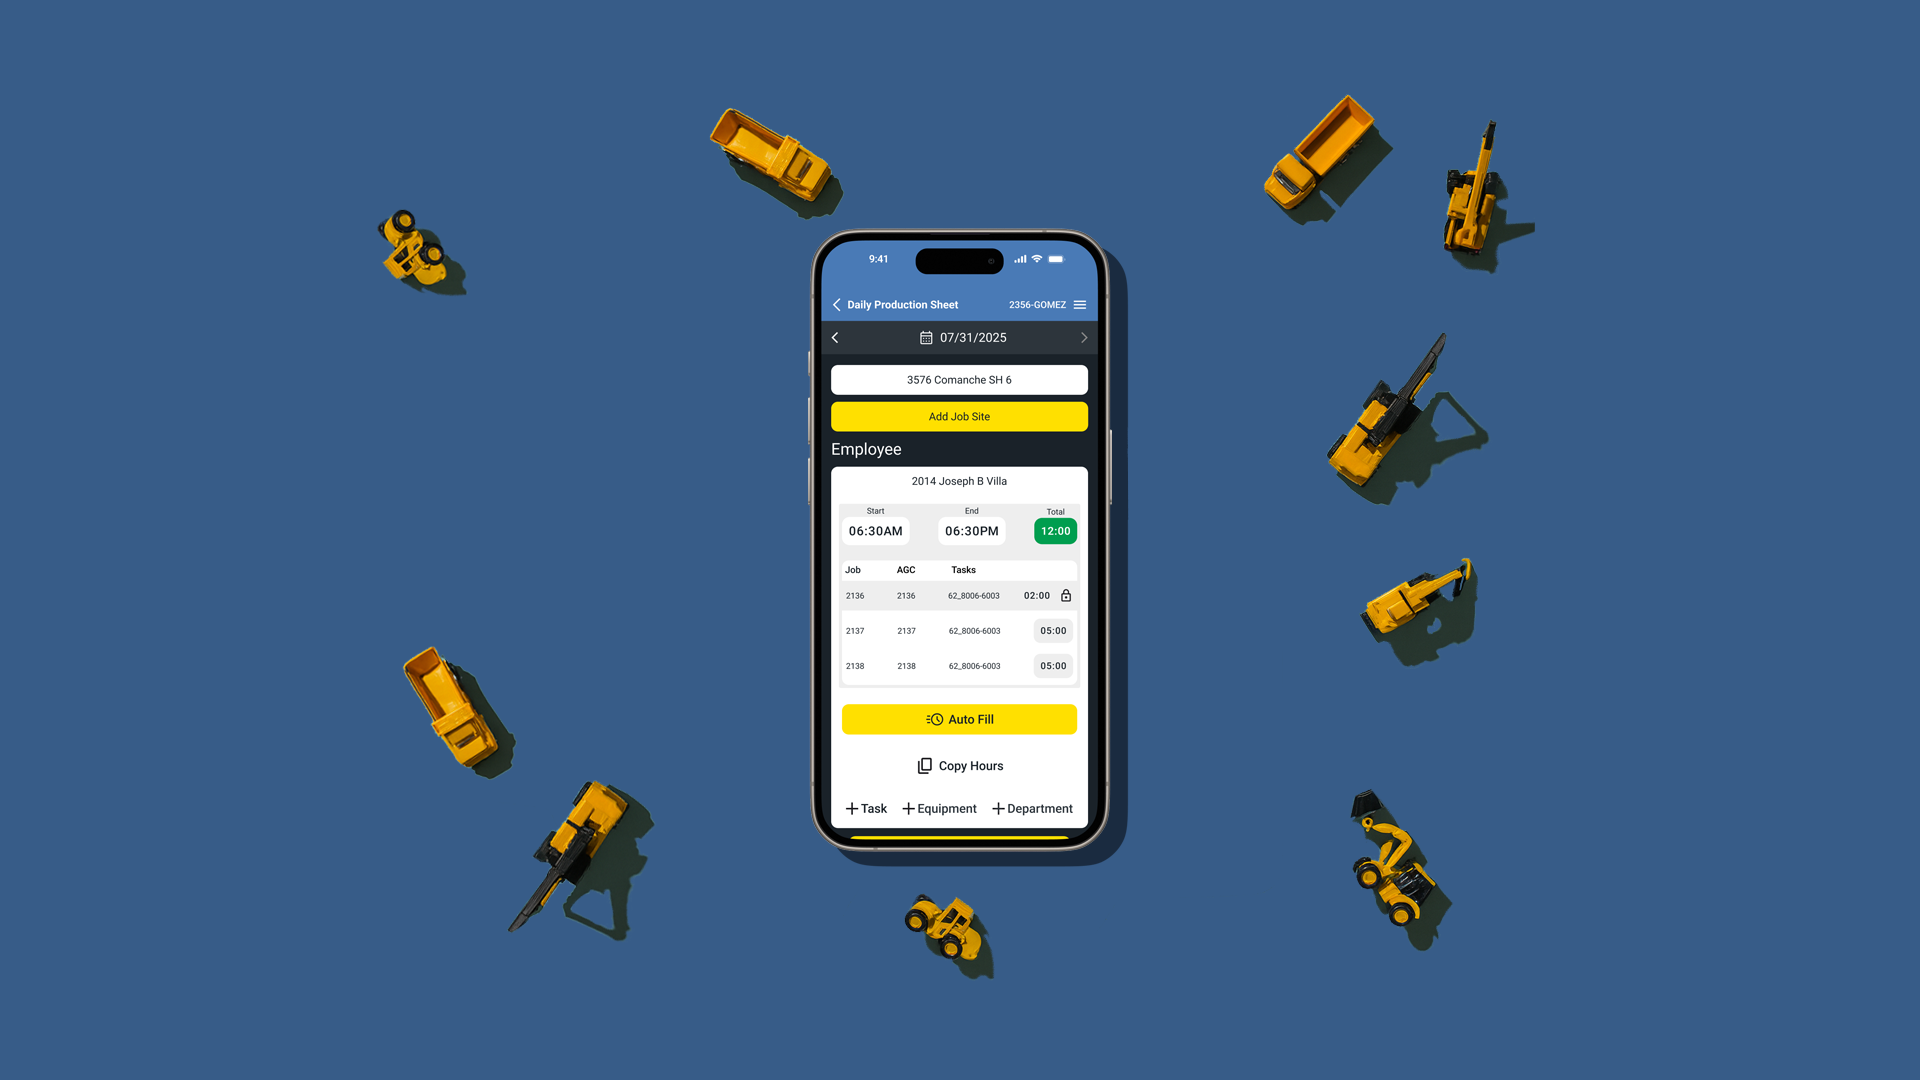 9:41
Daily Production Sheet 2356-GOMEZ
07/31/2025
3576 Comanche SH 6
Add Job Site
Employee
2014 Joseph B Villa
Start End Total
06:30AM 06:30PM 12:00
Job AGC Tasks
2136 2136 62_8006-6003 02:00
2137 2137 62_8006-6003 05:00
2138 2138 62_8006-6003 05:00
Auto Fill
Copy Hours
+Task +Equipment +Department